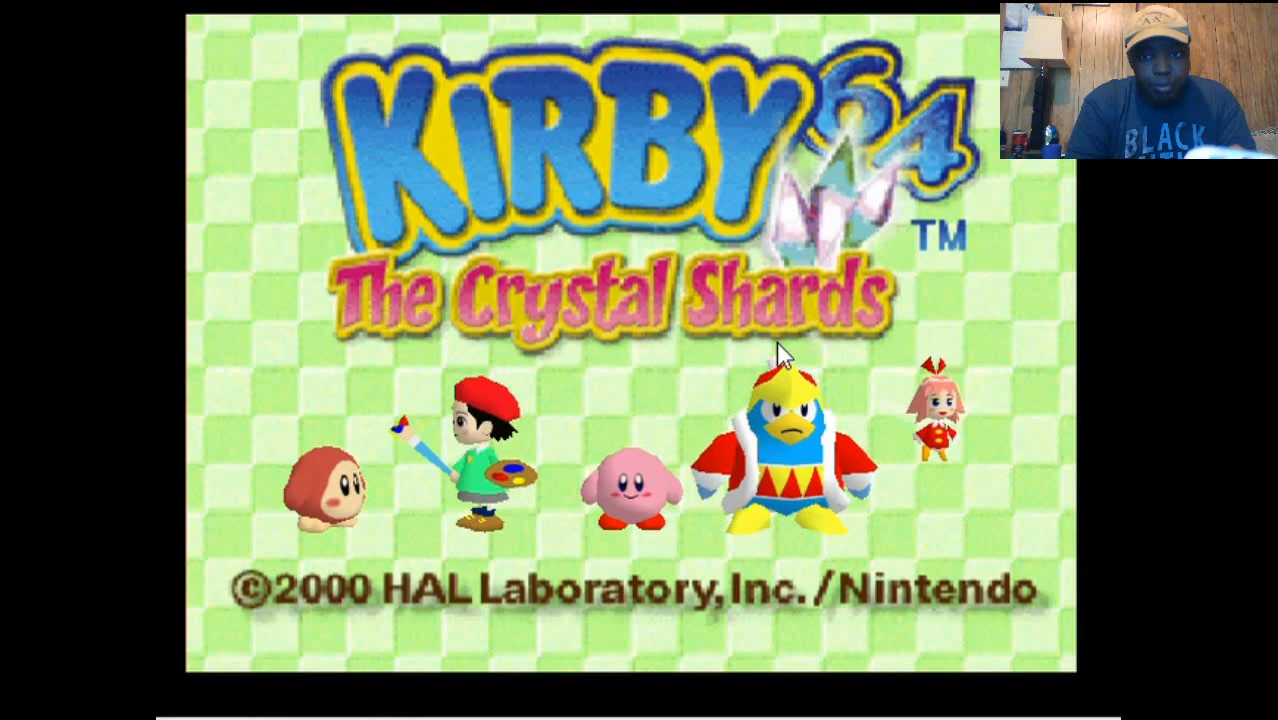 KIRBY 64
TM
The Crystal Shards
©2000 HAL Laboratory, Inc. / Nintendo
BLACK